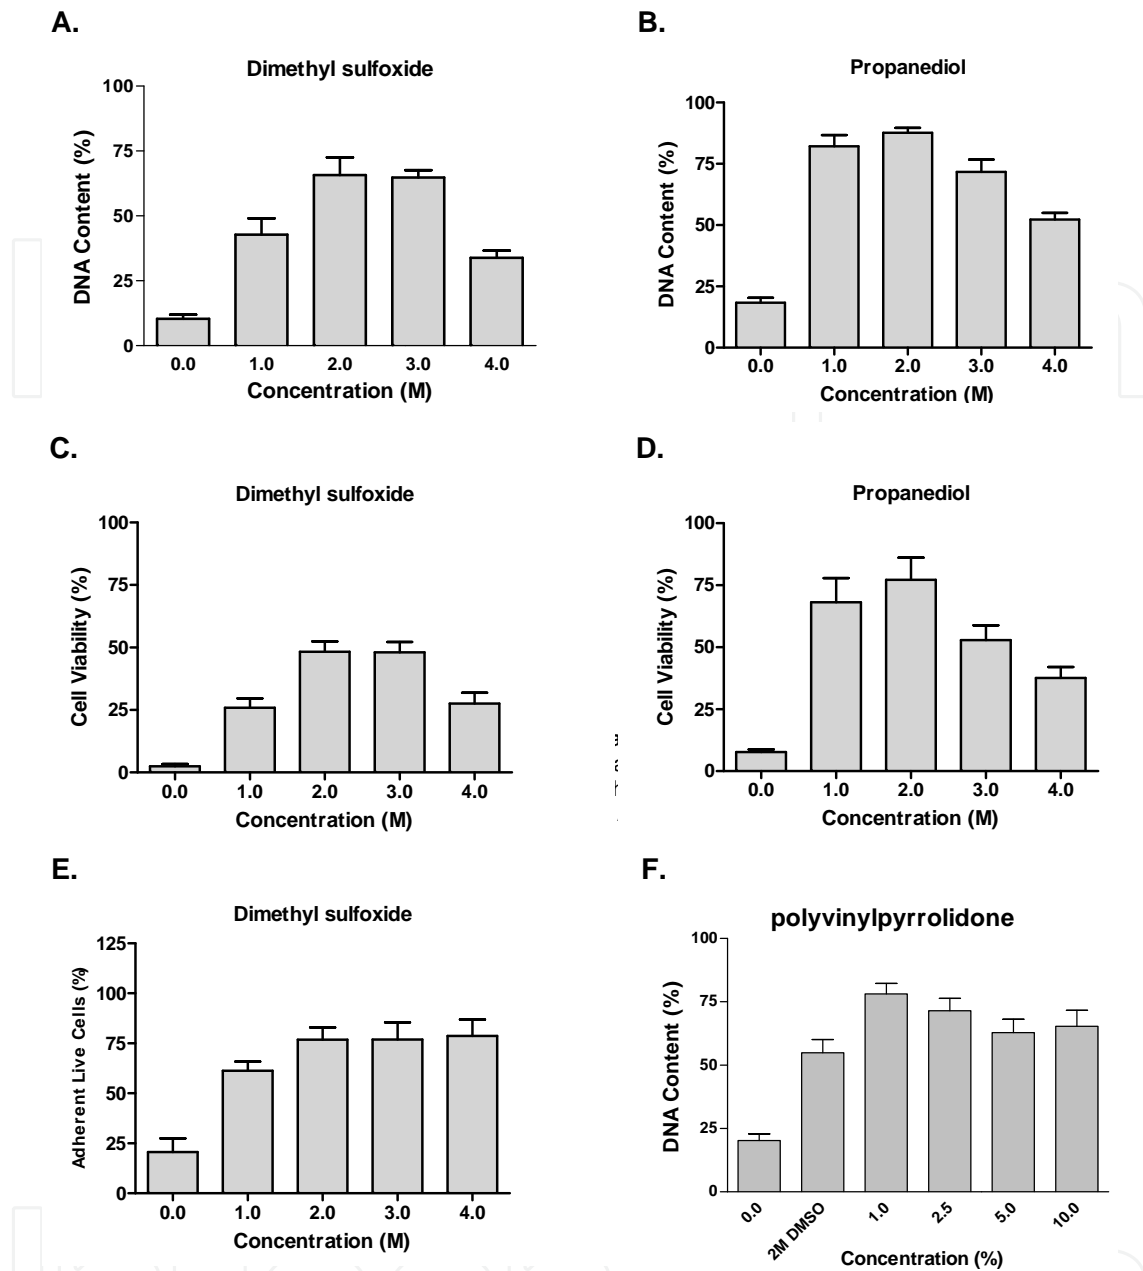 A.
Dimethyl sulfoxide
DNA Content (%)
100
75
50
25
0
0.0 1.0 2.0 3.0 4.0
Concentration (M)
B.
Propanediol
DNA Content (%)
100
75
50
25
0
0.0 1.0 2.0 3.0 4.0
Concentration (M)
C.
Dimethyl sulfoxide
Cell Viability (%)
100
75
50
25
0
0.0 1.0 2.0 3.0 4.0
Concentration (M)
D.
Propanediol
Cell Viability (%)
100
75
50
25
0
0.0 1.0 2.0 3.0 4.0
Concentration (M)
E.
Dimethyl sulfoxide
Adherent Live Cells (%)
125
100
75
50
25
0
0.0 1.0 2.0 3.0 4.0
Concentration (M)
F.
polyvinylpyrrolidone
DNA Content (%)
100
75
50
25
0
0.0 2M DMSO 1.0 2.5 5.0 10.0
Concentration (%)